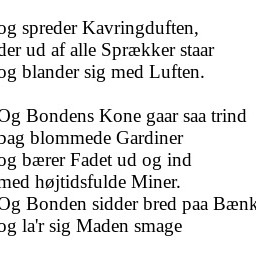 og spreder Kavringduften,
der ud af alle Sprækker staar
og blander sig med Luften.

Og Bondens Kone gaar saa trind
bag blommede Gardiner
og bærer Fadet ud og ind
med højtidsfulde Miner.
Og Bonden sidder bred paa Bænk
og la'r sig Maden smage